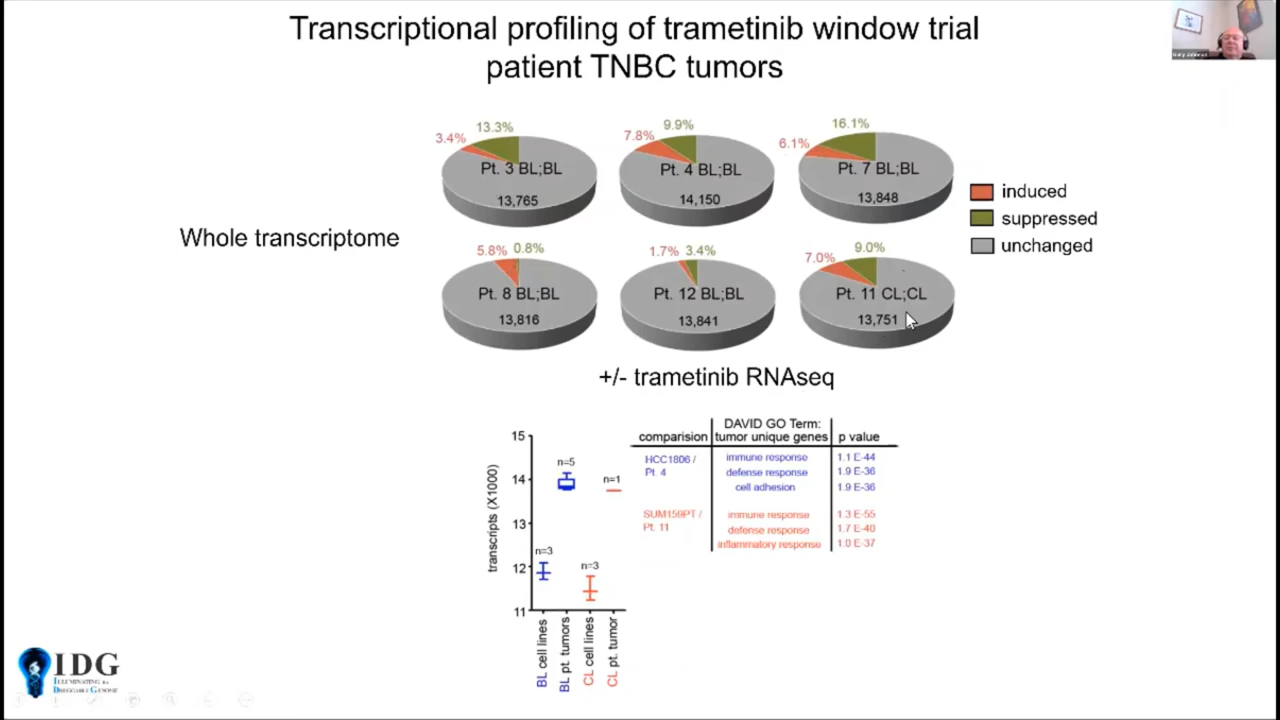 Transcriptional profiling of trametinib window trial
patient TNBC tumors
3.4%
13.3%
Pt. 3 BL;BL
13,765
7.8%
9.9%
Pt. 4 BL;BL
14,150
6.1%
16.1%
Pt. 7 BL;BL
13,848
induced
suppressed
unchanged
Whole transcriptome
5.8% 0.8%
Pt. 8 BL;BL
13,816
1.7% 3.4%
Pt. 12 BL;BL
13,841
7.0%
9.0%
Pt. 11 CL;CL
13,751
+/- trametinib RNAseq
transcripts (X1000)
15
14
13
12
11
n=3
n=5
n=3
n=1
BL cell lines
BL pt. tumors
CL cell lines
CL pt. tumor
comparision
DAVID GO Term:
tumor unique genes
p value
HCC1806 /
Pt. 4
immune response
1.1 E-44
defense response
1.9 E-36
cell adhesion
1.9 E-36
SUM159PT /
Pt. 11
immune response
1.3 E-55
defense response
1.7 E-40
inflammatory response
1.0 E-37
IDG
ILLUMINATING the
DRUGGABLE GENOME